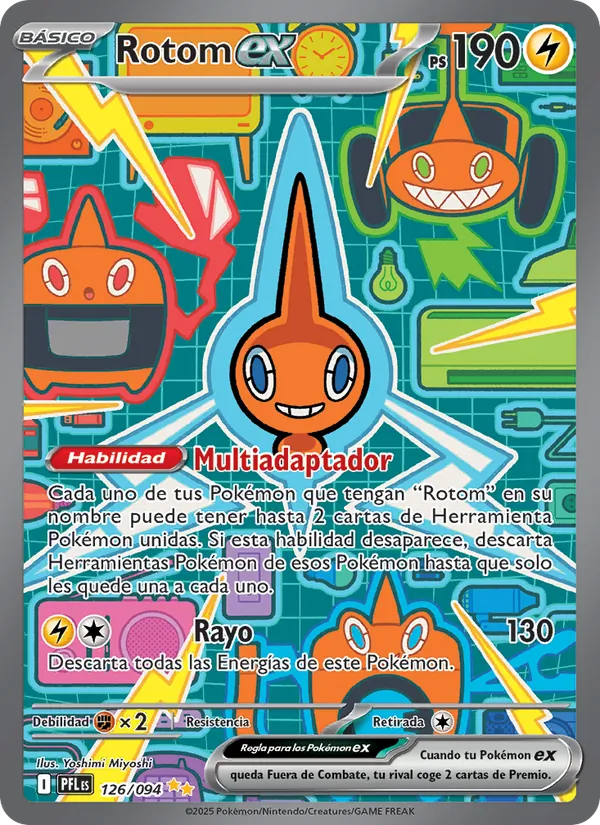 BÁSICO Rotom ex PS 190
Habilidad Multiadaptador
Cada uno de tus Pokémon que tengan “Rotom” en su
nombre puede tener hasta 2 cartas de Herramienta
Pokémon unidas. Si esta habilidad desaparece, descarta
Herramientas Pokémon de esos Pokémon hasta que solo
les quede una a cada uno.
Rayo 130
Descarta todas las Energías de este Pokémon.
Debilidad ×2 Resistencia Retirada
Ilus. Yoshimi Miyoshi
Regla para los Pokémon ex Cuando tu Pokémon ex
queda Fuera de Combate, tu rival coge 2 cartas de Premio.
I PFL ES 126/094
©2025 Pokémon/Nintendo/Creatures/GAME FREAK